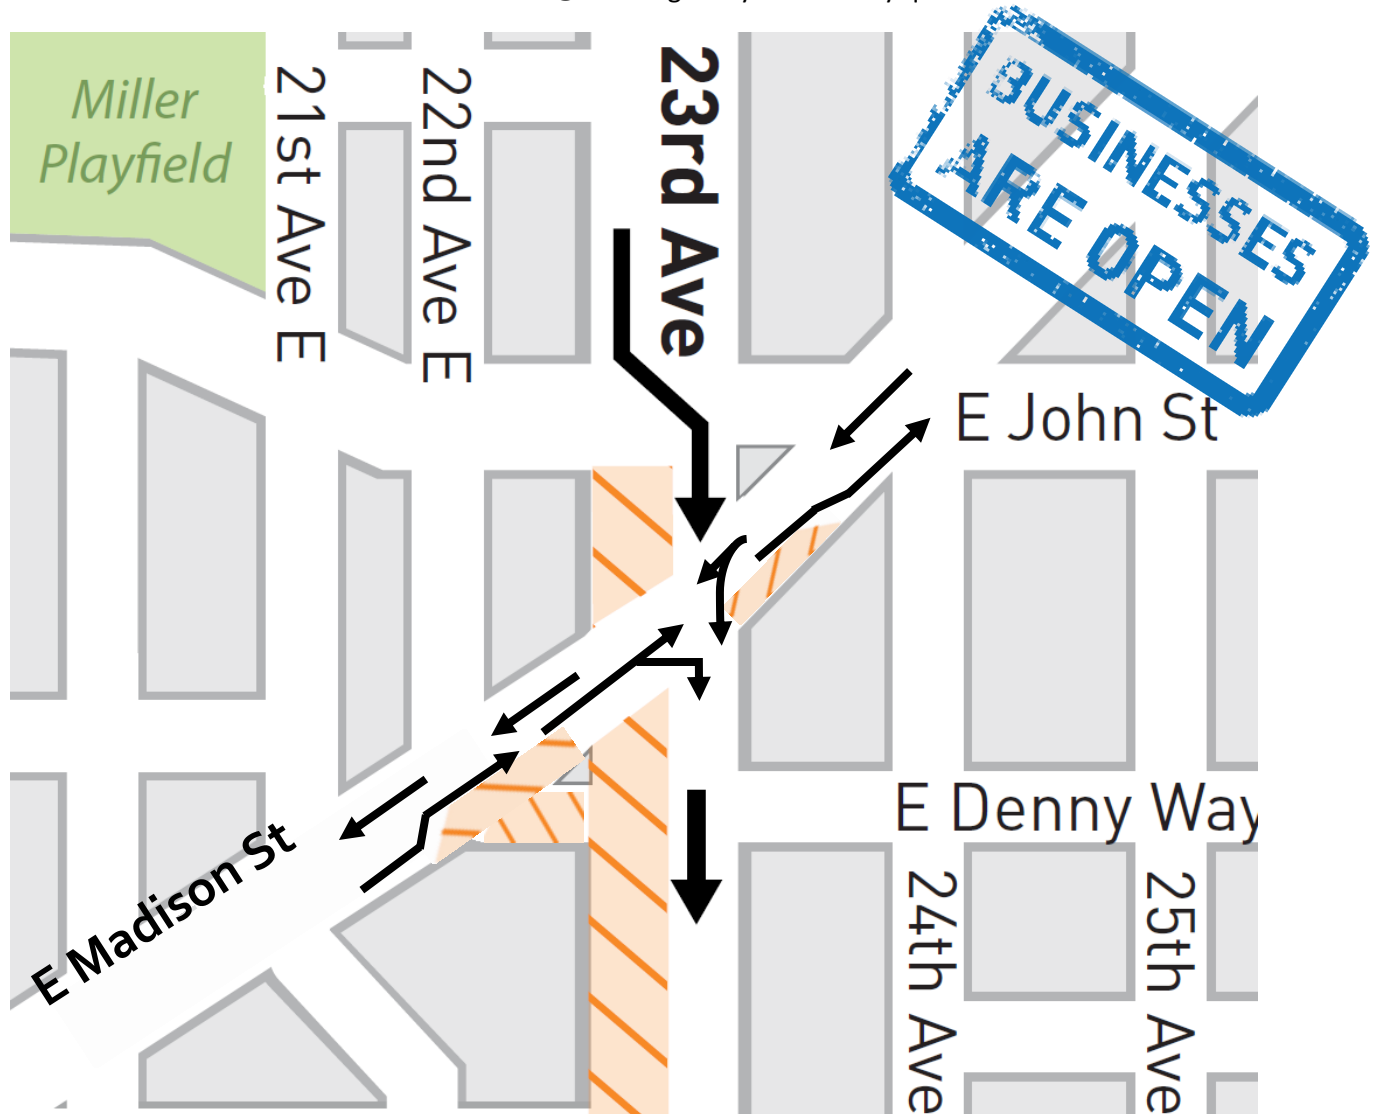 Miller
Playfield
21st Ave E
22nd Ave E
23rd Ave
BUSINESSES
ARE OPEN
E John St
E Denny Way
E Madison St
24th Ave
25th Ave